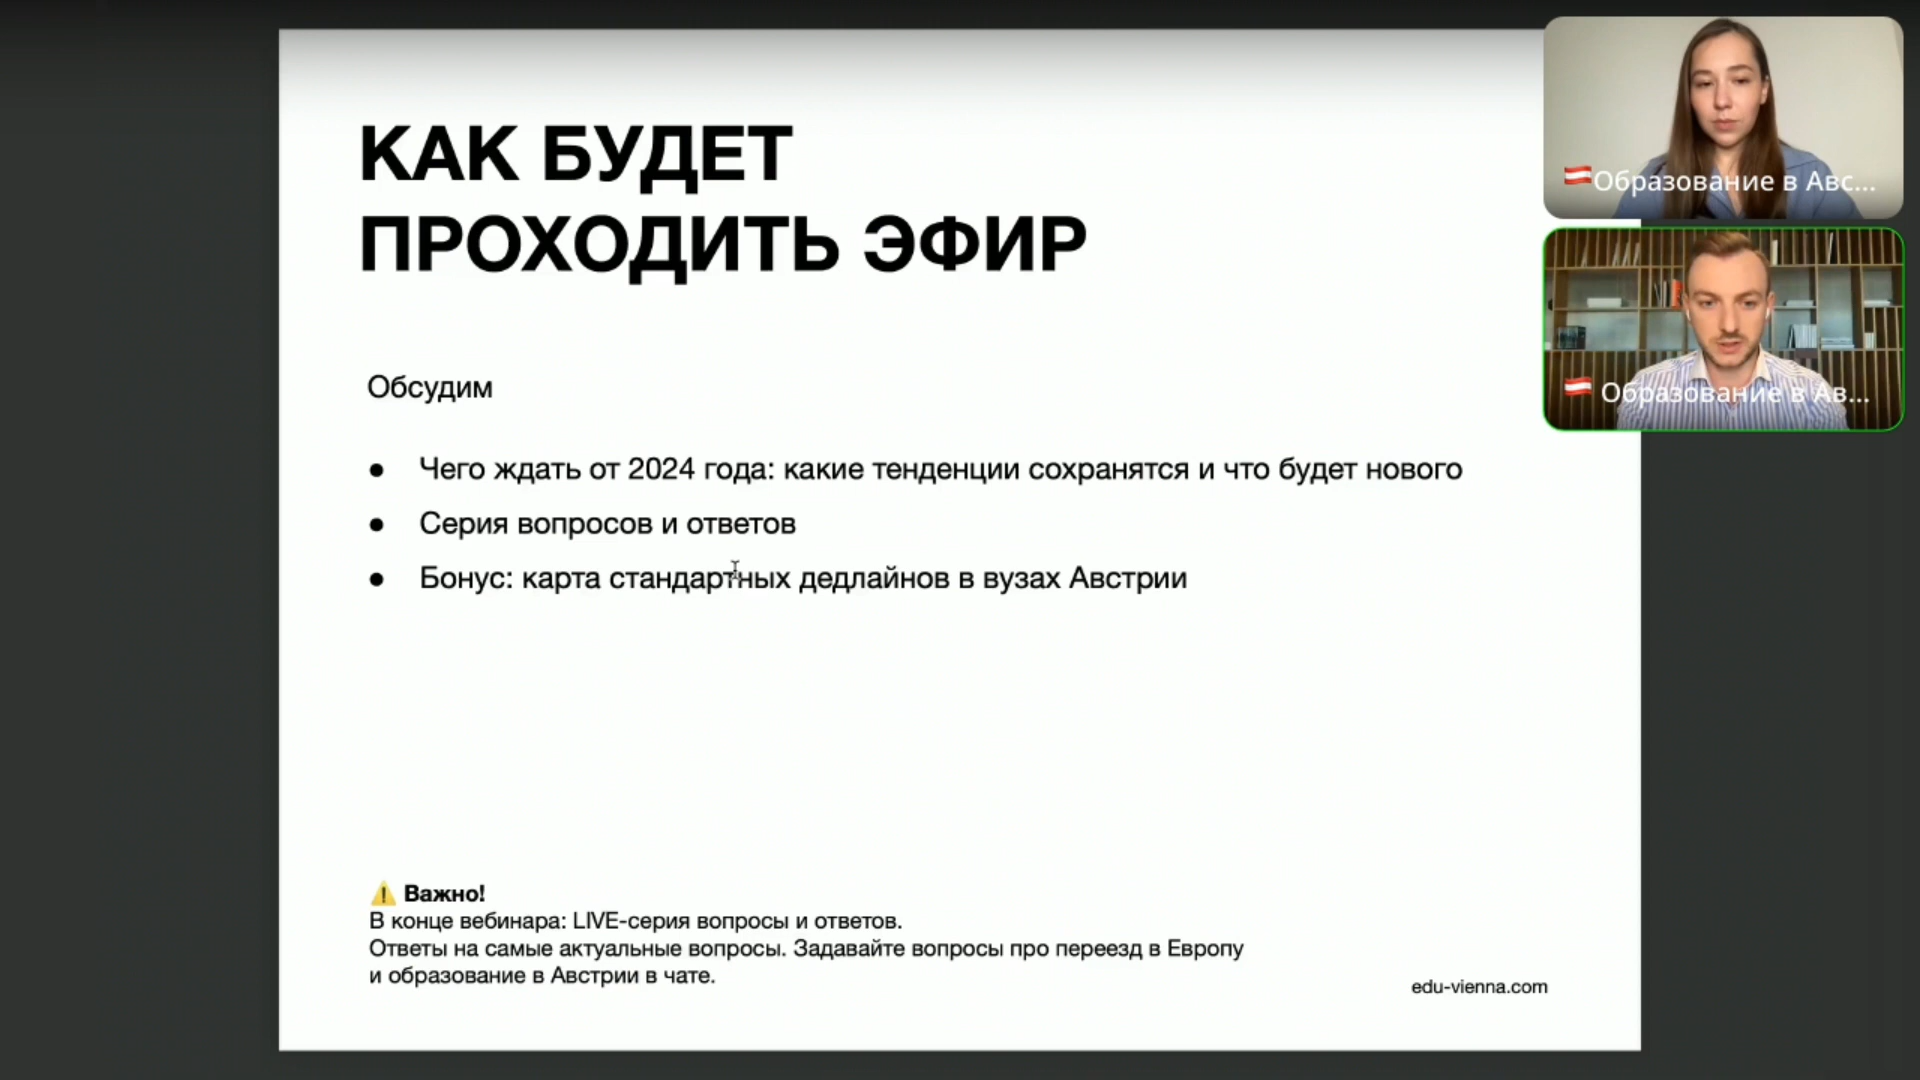 КАК БУДЕТ
ПРОХОДИТЬ ЭФИР
Обсудим
● Чего ждать от 2024 года: какие тенденции сохранятся и что будет нового
● Серия вопросов и ответов
● Бонус: карта стандартных дедлайнов в вузах Австрии
⚠️ Важно!
В конце вебинара: LIVE-серия вопросы и ответов.
Ответы на самые актуальные вопросы. Задавайте вопросы про переезд в Европу
и образование в Австрии в чате.
edu-vienna.com
Образование в Авс...
Образование в Ав...